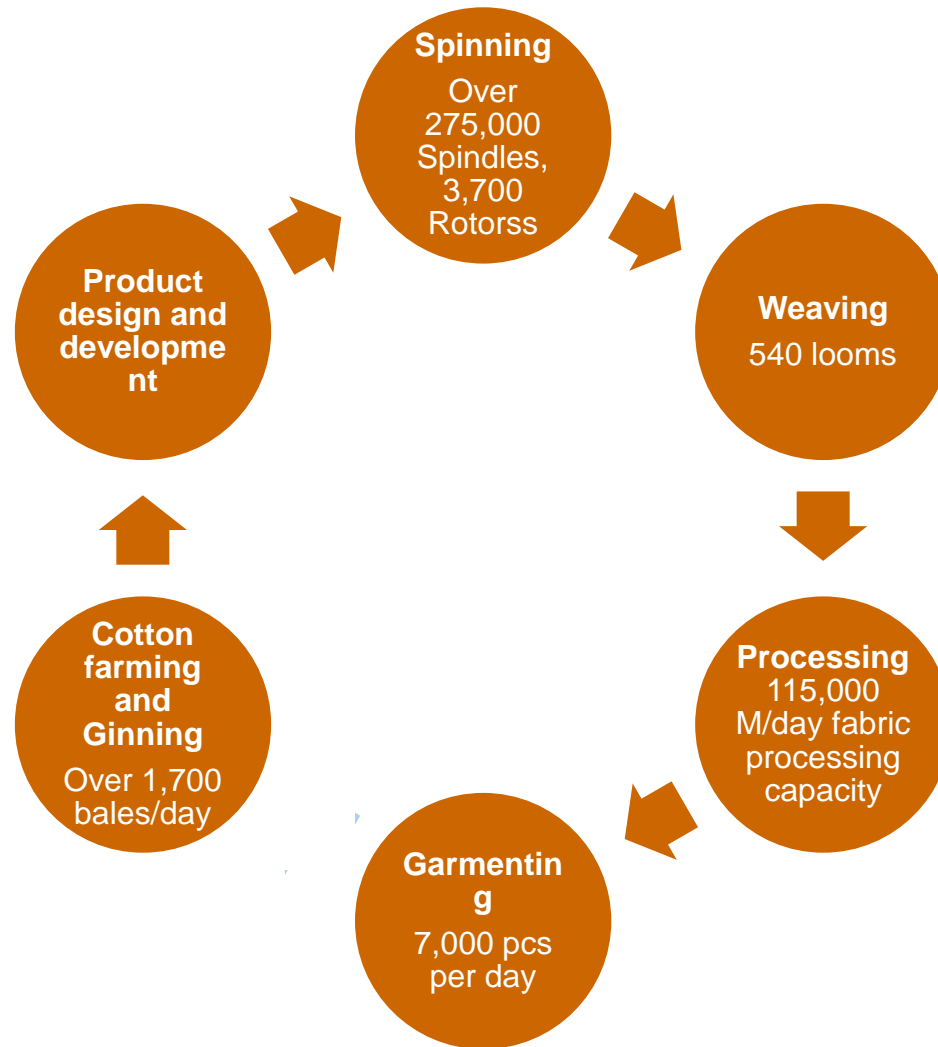 Spinning
Over
275,000
Spindles,
3,700
Rotorss
Weaving
540 looms
Processing
115,000
M/day fabric
processing
capacity
Garmentin
g
7,000 pcs
per day
Cotton
farming
and
Ginning
Over 1,700
bales/day
Product
design and
developme
nt